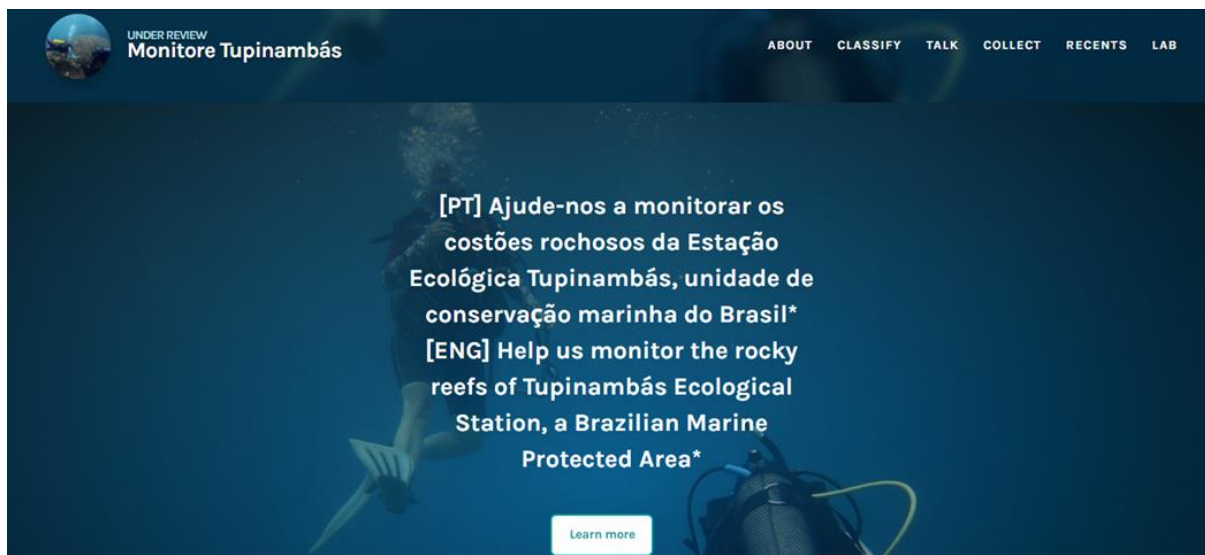 UNDER REVIEW
Monitore Tupinambás
ABOUT CLASSIFY TALK COLLECT RECENTS LAB
[PT] Ajude-nos a monitorar os
costões rochosos da Estação
Ecológica Tupinambás, unidade de
conservação marinha do Brasil*
[ENG] Help us monitor the rocky
reefs of Tupinambás Ecological
Station, a Brazilian Marine
Protected Area*
Learn more